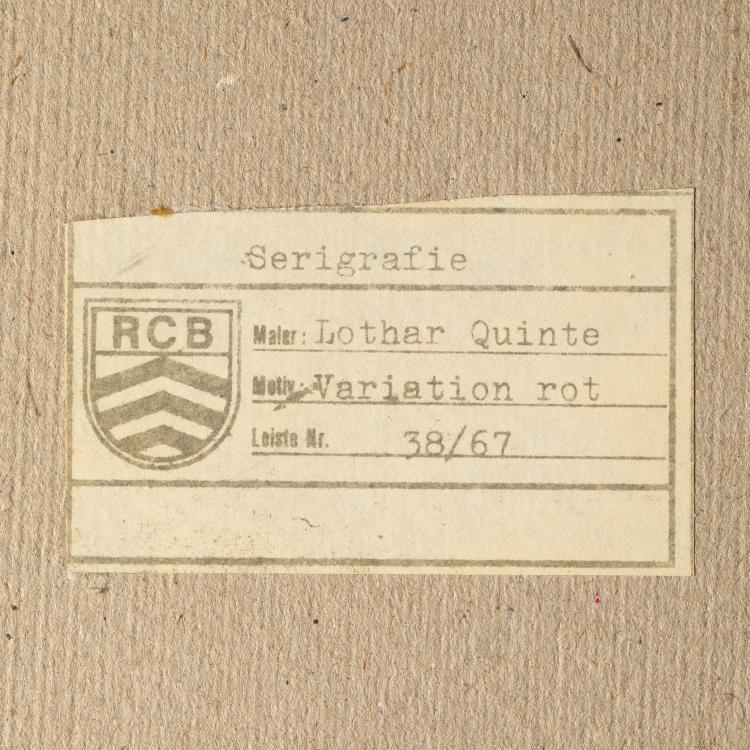 Serigrafie
RCB
Maler: Lothar Quinte
Motiv: Variation rot
Leiste Nr. 38/67